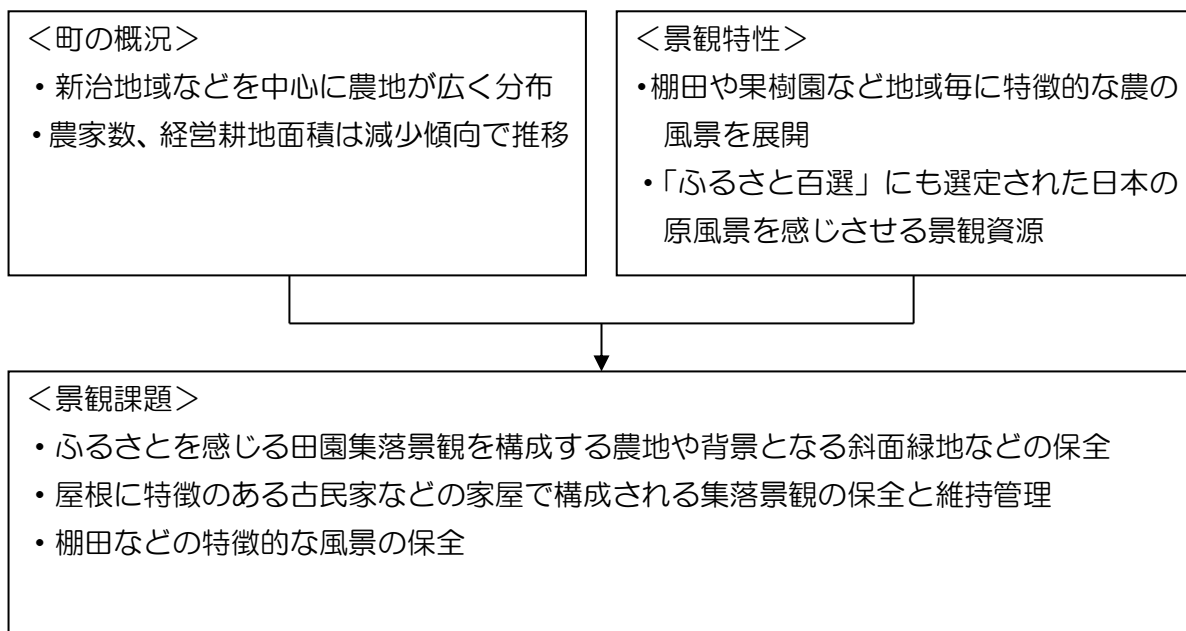 ＜町の概況＞
・新治地域などを中心に農地が広く分布
・農家数、経営耕地面積は減少傾向で推移
＜景観特性＞
・棚田や果樹園など地域毎に特徴的な農の
風景を展開
・「ふるさと百選」にも選定された日本の
原風景を感じさせる景観資源
＜景観課題＞
・ふるさとを感じる田園集落景観を構成する農地や背景となる斜面緑地などの保全
・屋根に特徴のある古民家などの家屋で構成される集落景観の保全と維持管理
・棚田などの特徴的な風景の保全